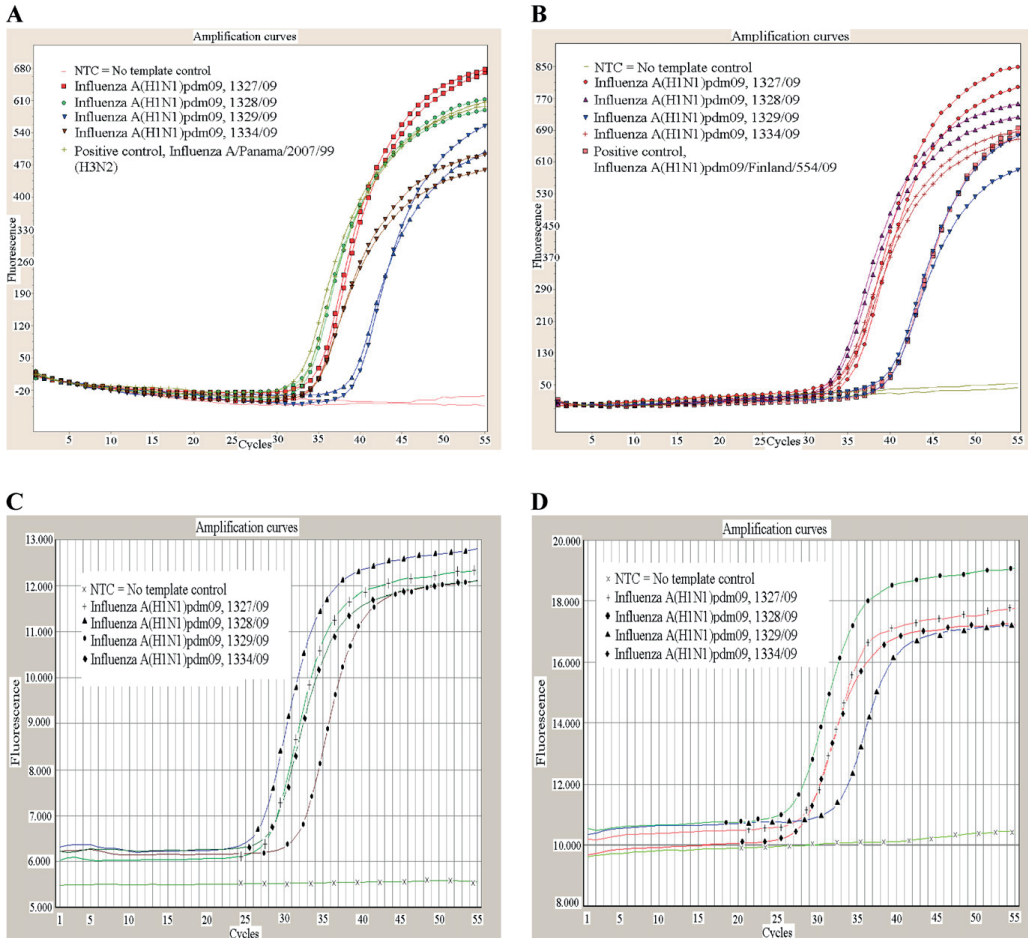 A
Amplification curves
NTC = No template control
Influenza A(H1N1)pdm09, 1327/09
Influenza A(H1N1)pdm09, 1328/09
Influenza A(H1N1)pdm09, 1329/09
Influenza A(H1N1)pdm09, 1334/09
Positive control, Influenza A/Panama/2007/99
(H3N2)
Fluorescence
680
610
540
470
400
330
260
190
120
50
-20
5 10 15 20 25 30 35 40 45 50 55
Cycles
B
Amplification curves
NTC = No template control
Influenza A(H1N1)pdm09, 1327/09
Influenza A(H1N1)pdm09, 1328/09
Influenza A(H1N1)pdm09, 1329/09
Influenza A(H1N1)pdm09, 1334/09
Positive control,
Influenza A(H1N1)pdm09/Finland/554/09
Fluorescence
850
770
690
610
530
450
370
290
210
130
50
5 10 15 20 25 30 35 40 45 50 55
Cycles
C
Amplification curves
NTC = No template control
Influenza A(H1N1)pdm09, 1327/09
Influenza A(H1N1)pdm09, 1328/09
Influenza A(H1N1)pdm09, 1329/09
Influenza A(H1N1)pdm09, 1334/09
Fluorescence
13.000
12.000
11.000
10.000
9.000
8.000
7.000
6.000
5.000
1 5 10 15 20 25 30 35 40 45 50 55
Cycles
D
Amplification curves
NTC = No template control
Influenza A(H1N1)pdm09, 1327/09
Influenza A(H1N1)pdm09, 1328/09
Influenza A(H1N1)pdm09, 1329/09
Influenza A(H1N1)pdm09, 1334/09
Fluorescence
20.000
18.000
16.000
14.000
12.000
10.000
8.000
1 5 10 15 20 25 30 35 40 45 50 55
Cycles